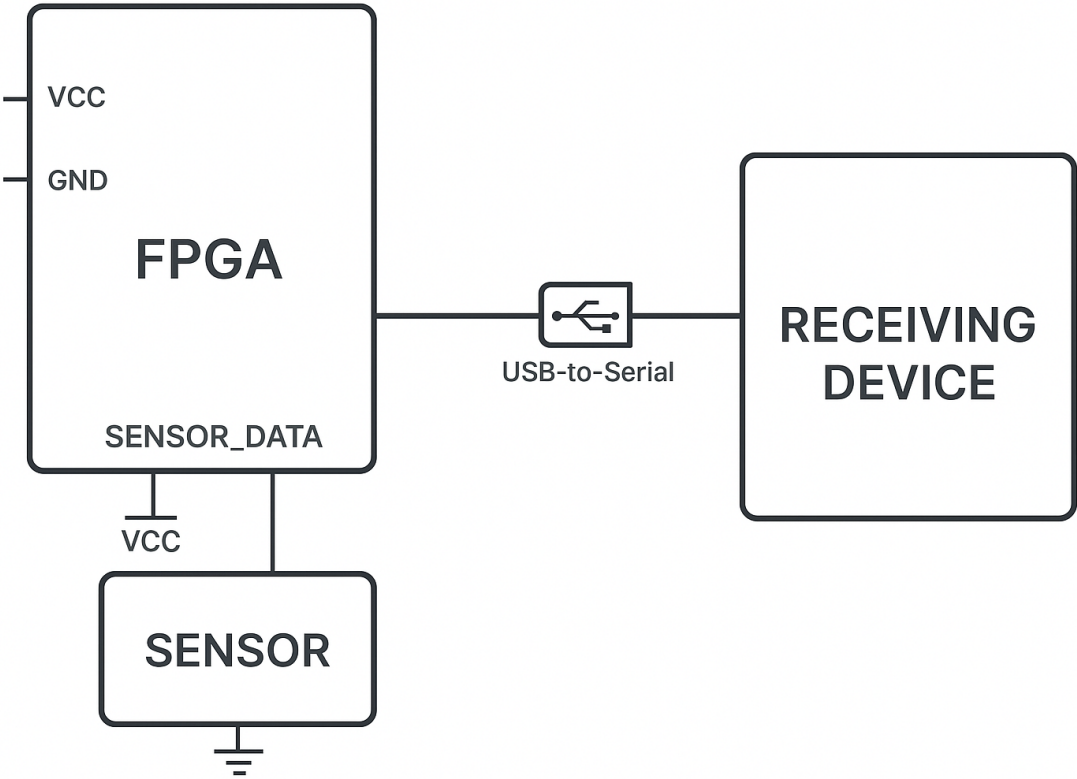 VCC
GND
FPGA
USB-to-Serial
RECEIVING
DEVICE
SENSOR_DATA
VCC
SENSOR